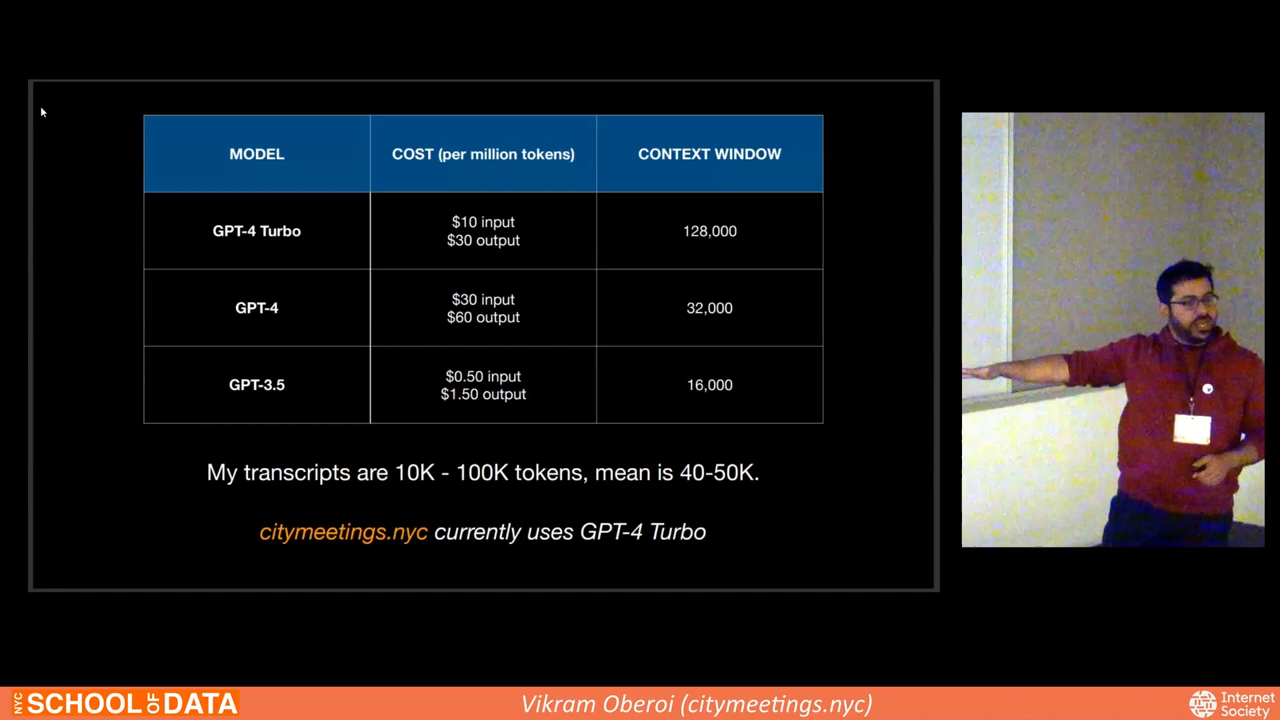 MODEL
COST (per million tokens)
CONTEXT WINDOW
GPT-4 Turbo
$10 input
$30 output
128,000
GPT-4
$30 input
$60 output
32,000
GPT-3.5
$0.50 input
$1.50 output
16,000
My transcripts are 10K - 100K tokens, mean is 40-50K.
citymeetings.nyc currently uses GPT-4 Turbo
NYC SCHOOL OF DATA
Vikram Oberoi (citymeetings.nyc)
Internet
Society